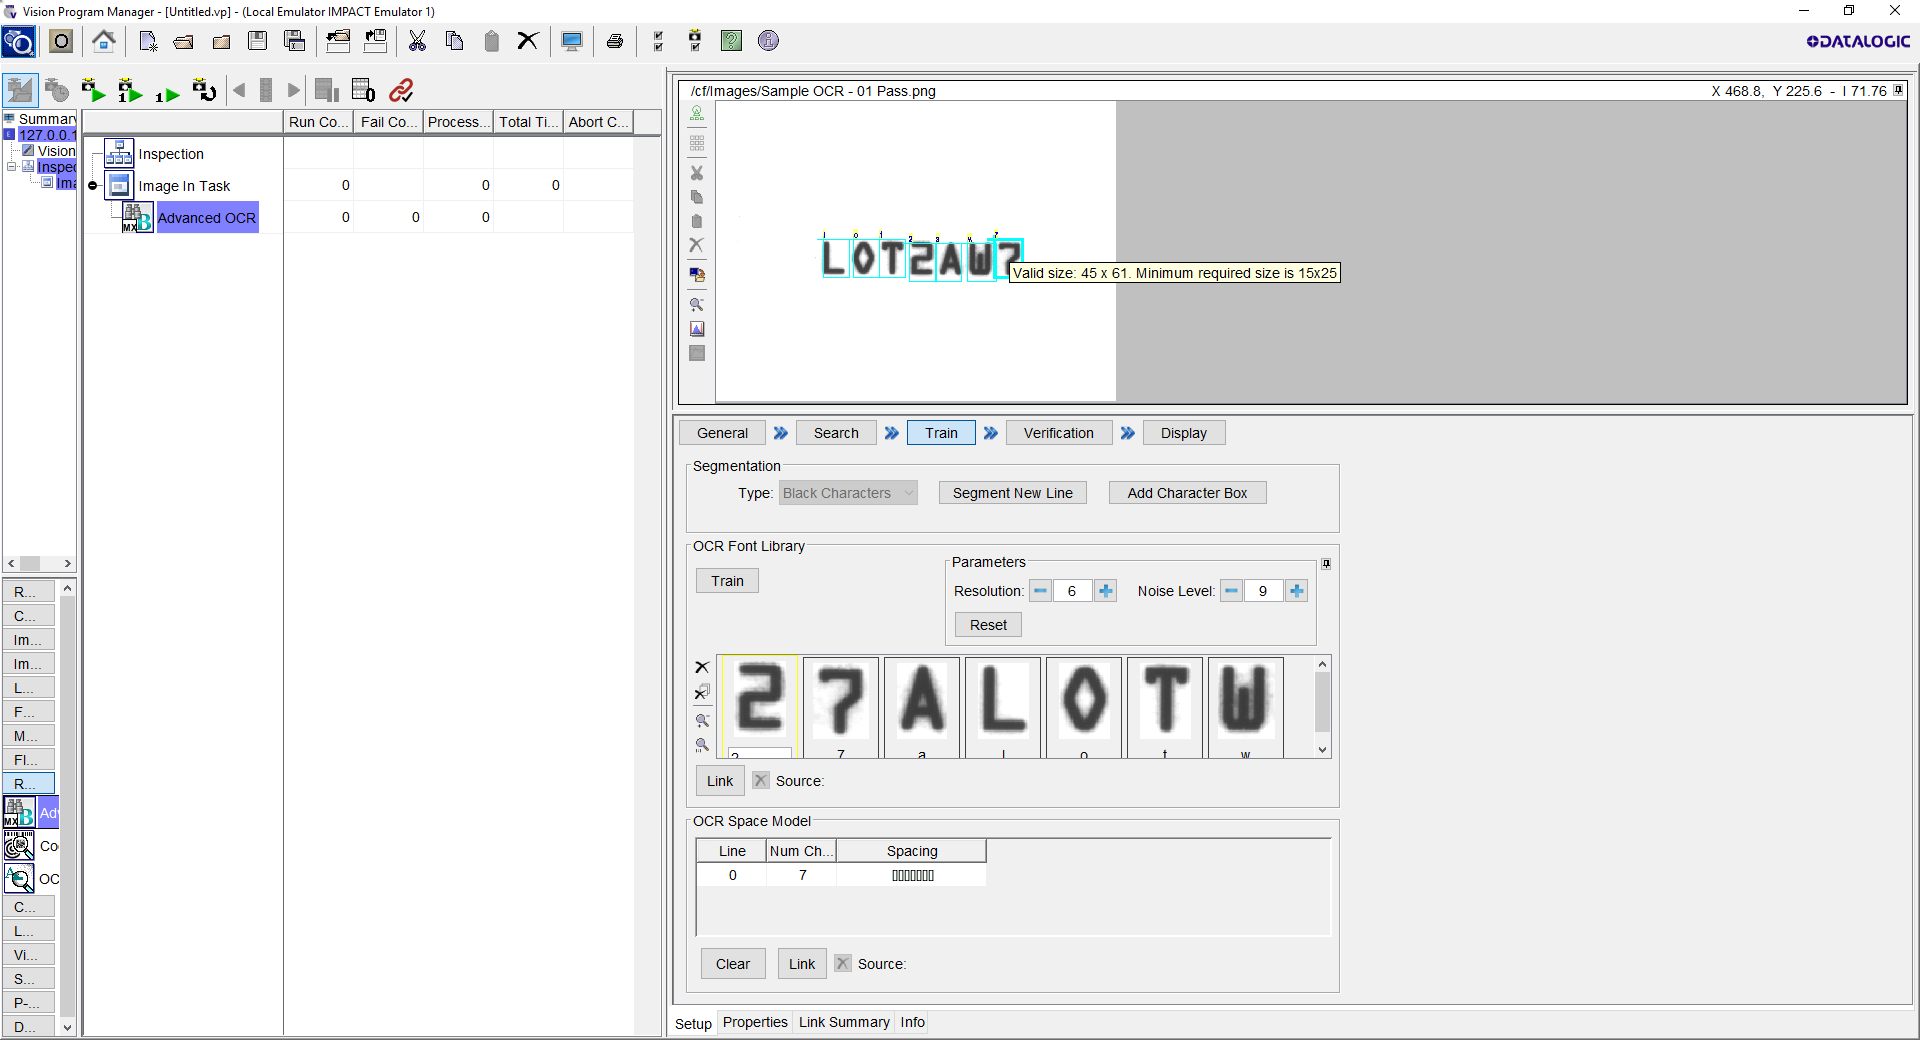 Vision Program Manager - [Untitled.vp] - (Local Emulator IMPACT Emulator 1)
DATALOGIC
Summar
127.0.0.1
Vision
Inspec
Ima
Run Co... Fail Co... Process... Total Ti... Abort C...
Inspection
Image In Task 0 0 0
Advanced OCR 0 0 0
R...
C...
Im...
Im...
L...
F...
M...
Fl...
R...
Adv
Co
OC
C...
L...
Vi...
S...
P-...
D...
/cf/Images/Sample OCR - 01 Pass.png X 468.8, Y 225.6 - I 71.76
l o t 2 a w 7
LOT2AW7
Valid size: 45 x 61. Minimum required size is 15x25
General Search Train Verification Display
Segmentation
Type: Black Characters Segment New Line Add Character Box
OCR Font Library
Train
Parameters
Resolution: 6 Noise Level: 9
Reset
2 7 A L O T W
2 7 a l o t w
Link Source:
OCR Space Model
Line Num Ch... Spacing
0 7
Clear Link Source:
Setup Properties Link Summary Info